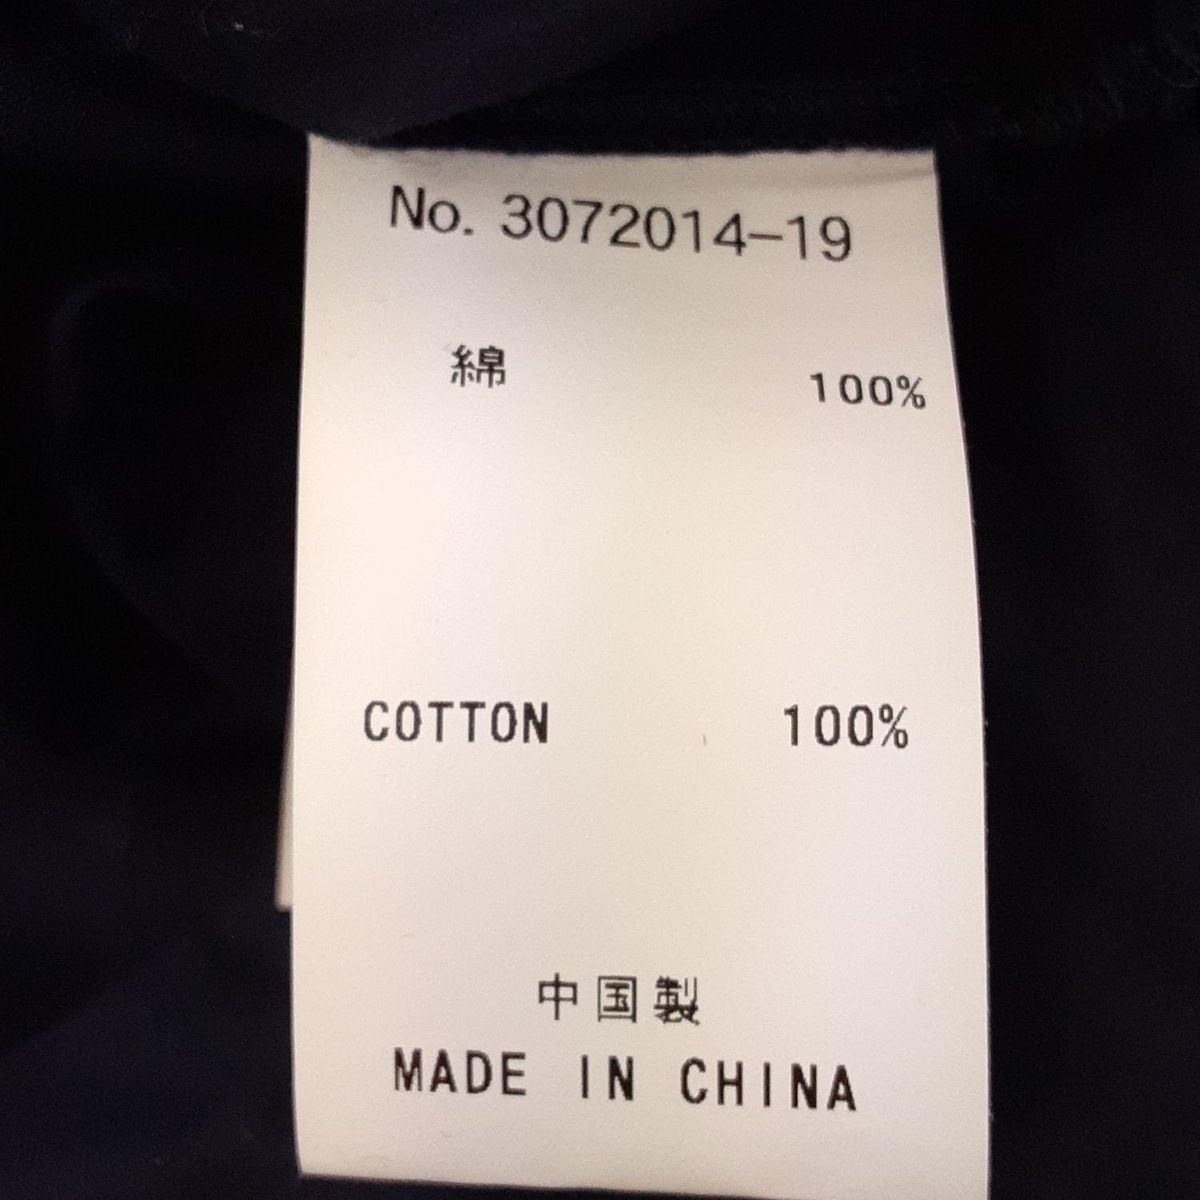 No. 3072014-19
綿 100%
COTTON 100%
中国製
MADE IN CHINA